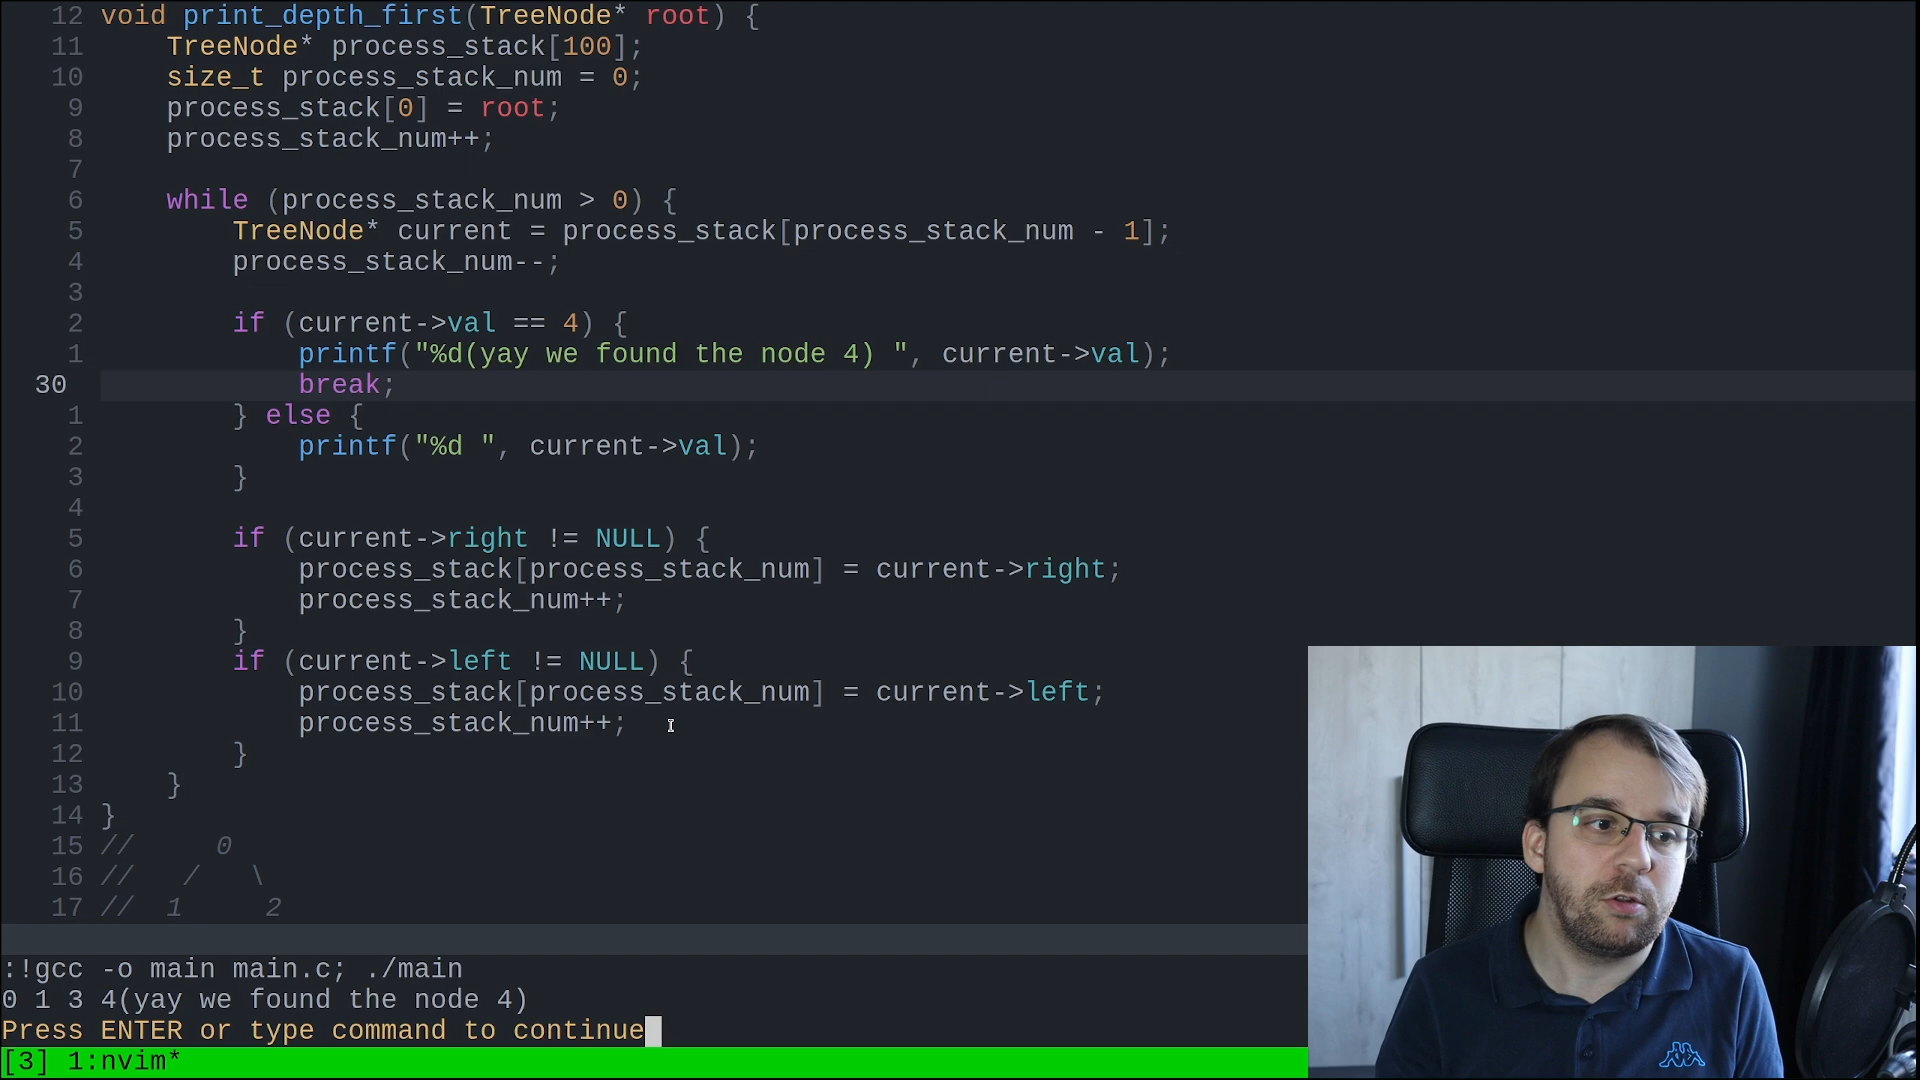 12 void print_depth_first(TreeNode* root) {
11     TreeNode* process_stack[100];
10     size_t process_stack_num = 0;
9     process_stack[0] = root;
8     process_stack_num++;
7
6     while (process_stack_num > 0) {
5         TreeNode* current = process_stack[process_stack_num - 1];
4         process_stack_num--;
3
2         if (current->val == 4) {
1             printf("%d(yay we found the node 4) ", current->val);
30             break;
1         } else {
2             printf("%d ", current->val);
3         }
4
5         if (current->right != NULL) {
6             process_stack[process_stack_num] = current->right;
7             process_stack_num++;
8         }
9         if (current->left != NULL) {
10             process_stack[process_stack_num] = current->left;
11             process_stack_num++;
12         }
13     }
14 }
15 //     0
16 //   /   \
17 //  1     2
:!gcc -o main main.c; ./main
0 1 3 4(yay we found the node 4)
Press ENTER or type command to continue
[3] 1:nvim*